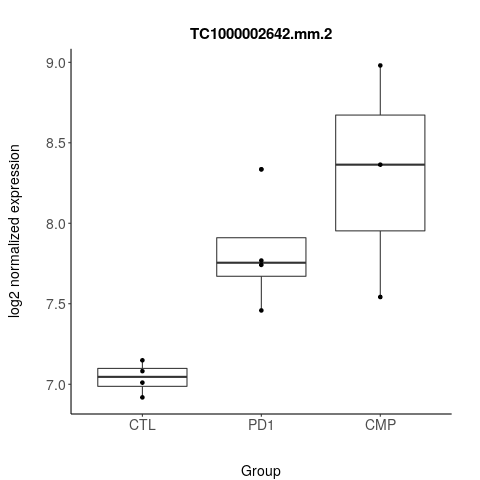 TC1000002642.mm.2
log2 normalized expression
9.0
8.5
8.0
7.5
7.0
CTL PD1 CMP
Group